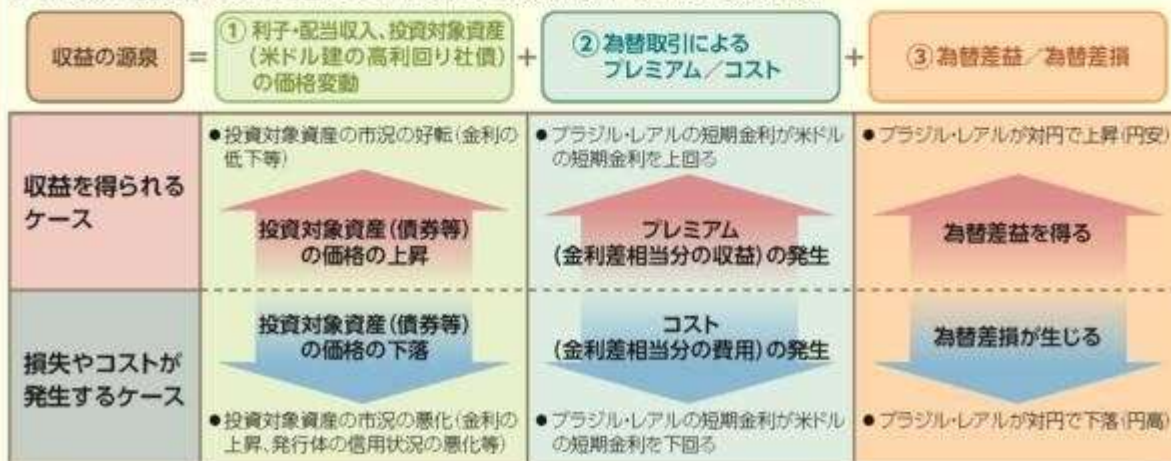 収益の源泉
=
①利子・配当収入、投資対象資産
(米ドル建の高利回り社債)
の価格変動
+
②為替取引による
プレミアム/コスト
+
③為替差益/為替差損
収益を得られる
ケース
●投資対象資産の市況の好転(金利の
低下等)
投資対象資産(債券等)
の価格の上昇
●ブラジル・レアルの短期金利が米ドル
の短期金利を上回る
プレミアム
(金利差相当分の収益)の発生
●ブラジル・レアルが対円で上昇(円安)
為替差益を得る
損失やコストが
発生するケース
投資対象資産(債券等)
の価格の下落
●投資対象資産の市況の悪化(金利の
上昇、発行体の信用状況の悪化等)
コスト
(金利差相当分の費用)の発生
●ブラジル・レアルの短期金利が米ドル
の短期金利を下回る
為替差損が生じる
●ブラジル・レアルが対円で下落(円高)